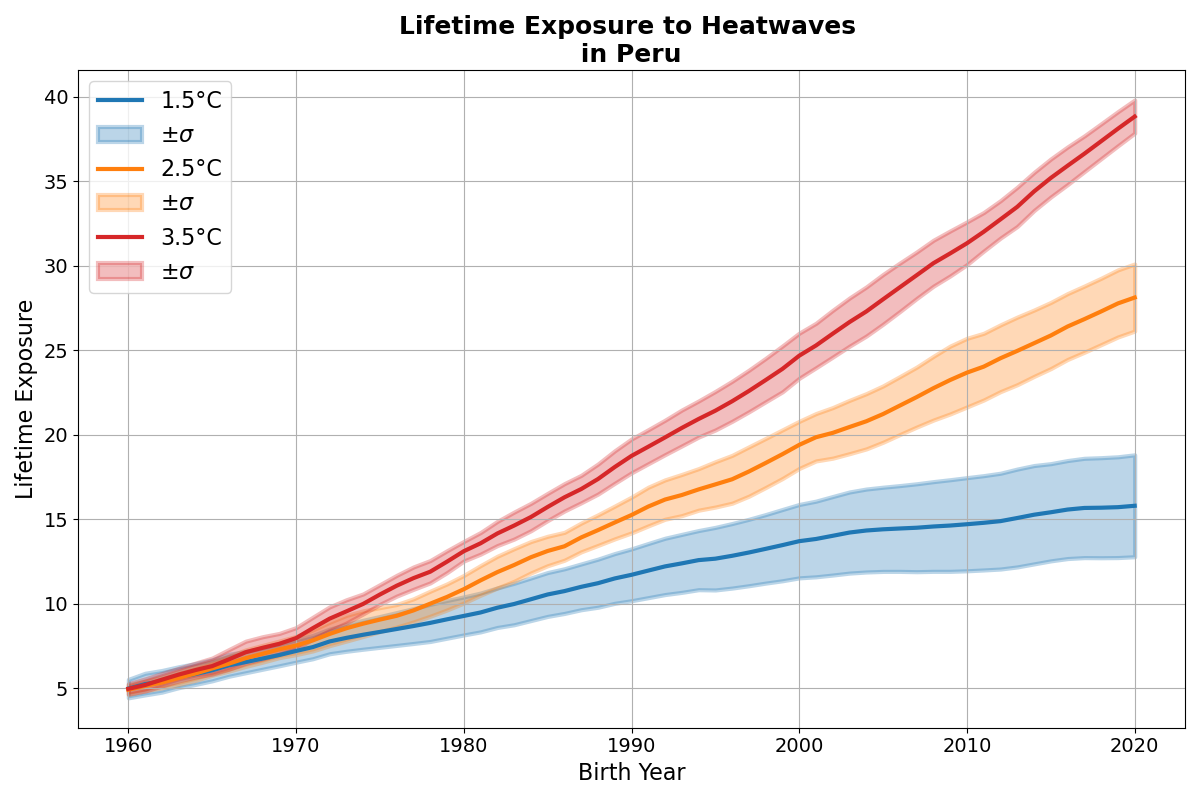 Lifetime Exposure to Heatwaves
in Peru
1.5°C
±σ
2.5°C
±σ
3.5°C
±σ
Lifetime Exposure
40
35
30
25
20
15
10
5
1960 1970 1980 1990 2000 2010 2020
Birth Year